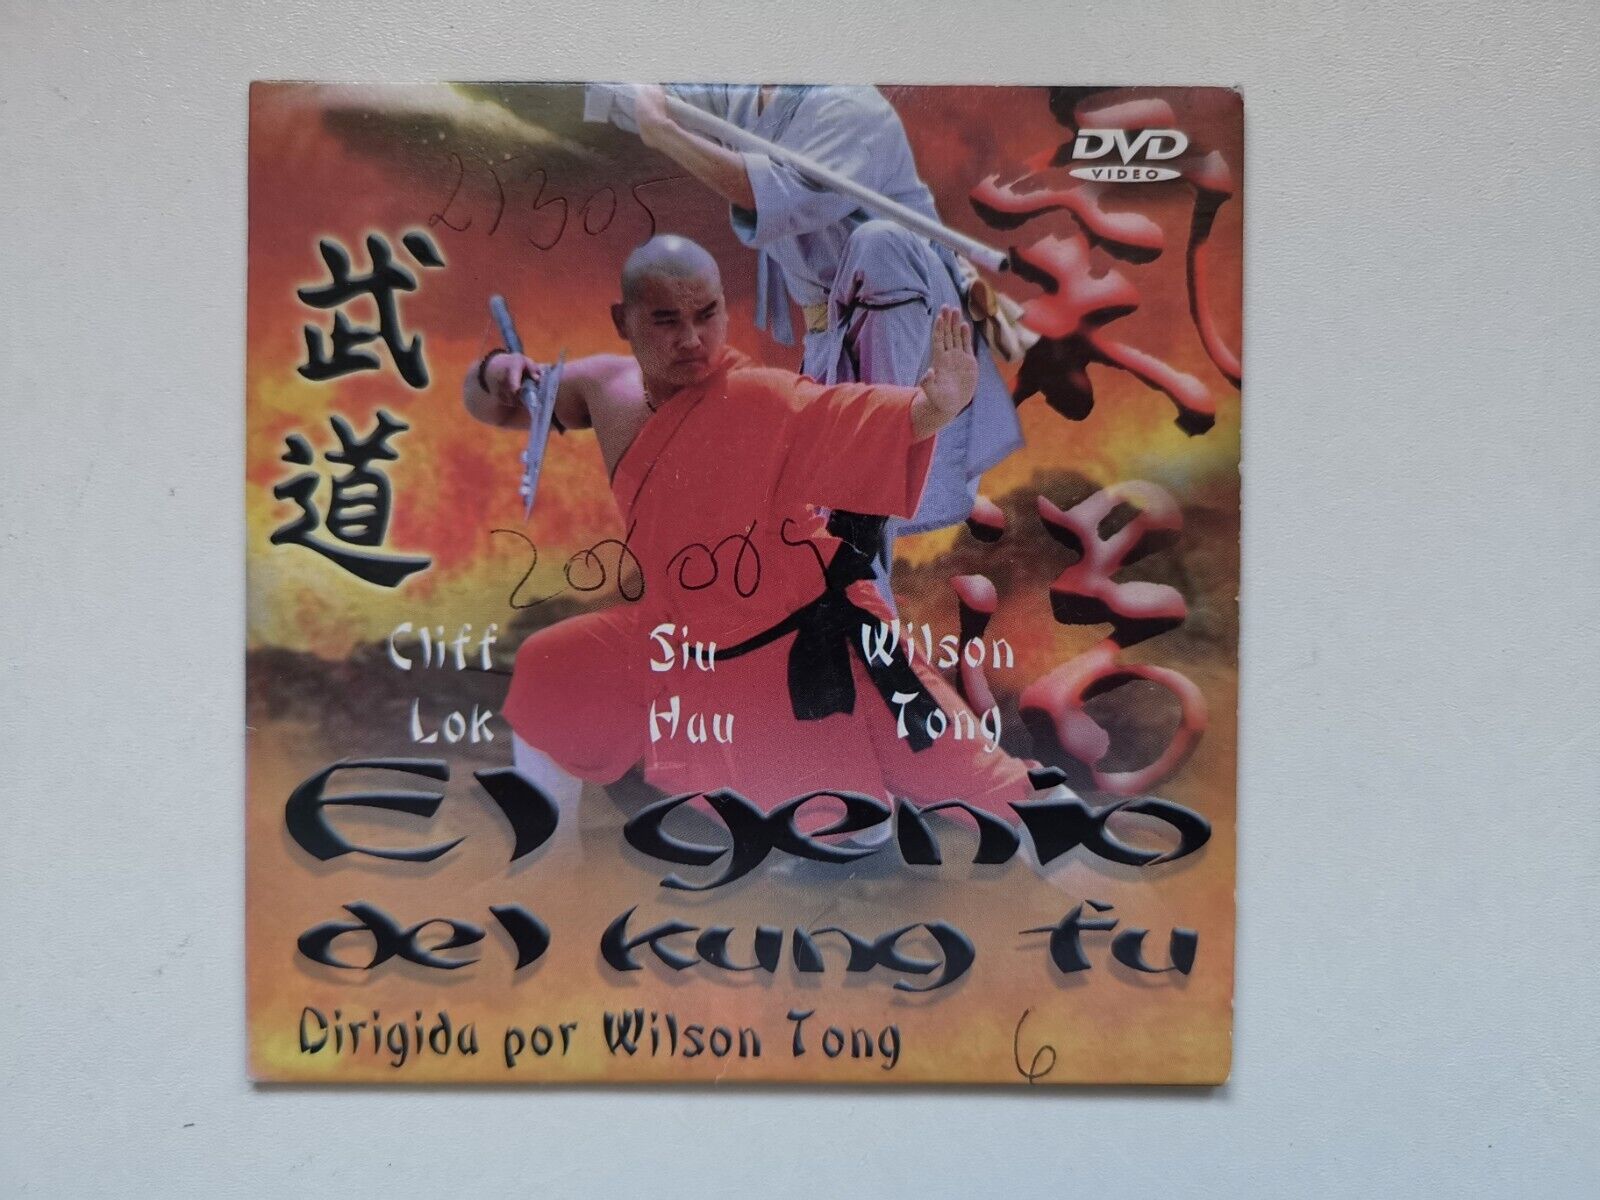 DVD
VIDEO
21305
武道
Cliff Lok
Siu Hau
Wilson Tong
El genio
del kung fu
Dirigida por Wilson Tong
6